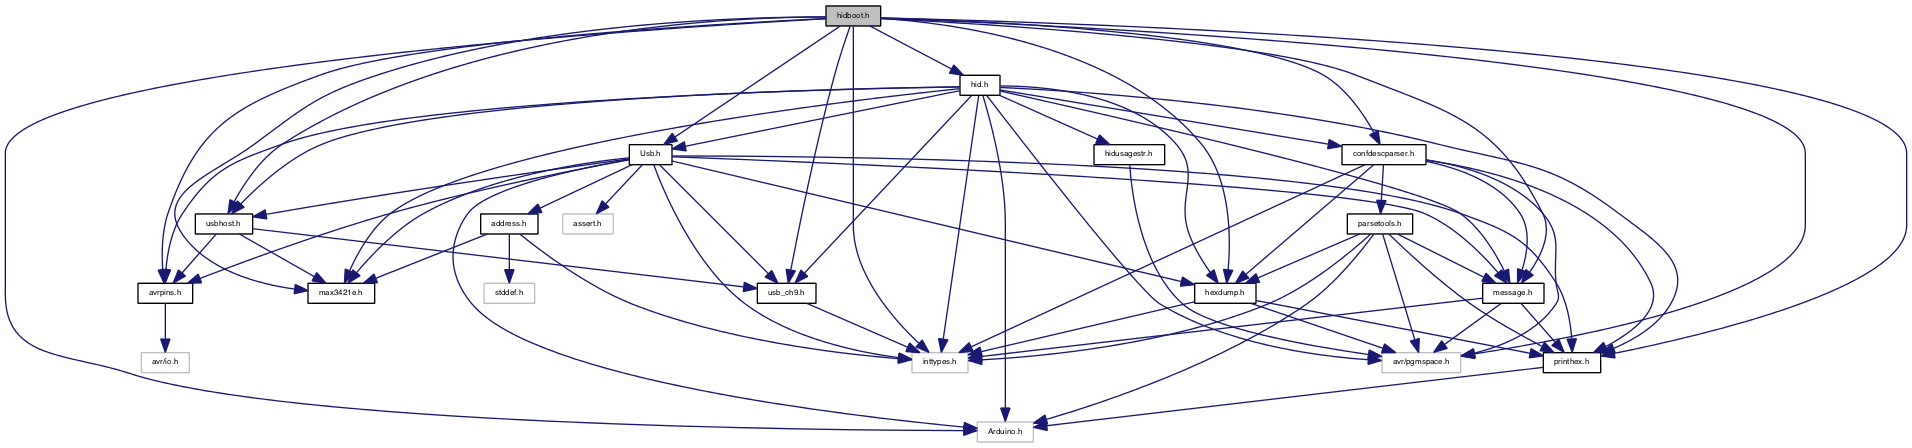 hidboot.h
hid.h
Usb.h
hidusagestr.h
confdescparser.h
usbhost.h
address.h
assert.h
parsetools.h
avrpins.h
max3421e.h
stddef.h
usb_ch9.h
hexdump.h
message.h
avr/io.h
inttypes.h
avr/pgmspace.h
printhex.h
Arduino.h